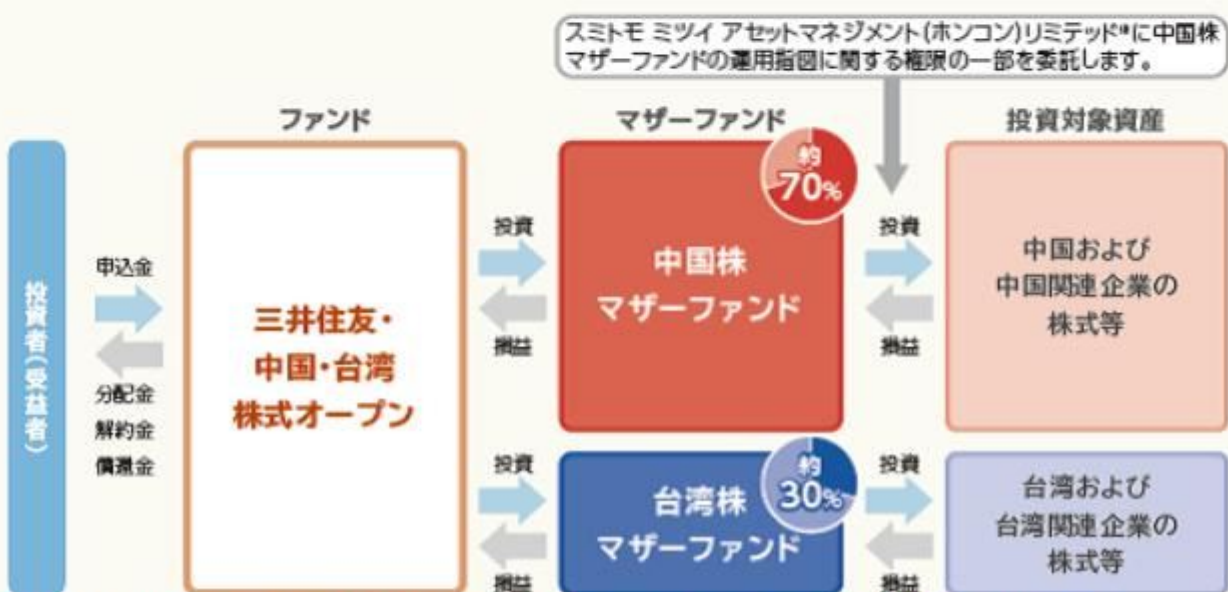 スミトモ ミツイ アセットマネジメント(ホンコン)リミテッド※に中国株
マザーファンドの運用指図に関する権限の一部を委託します。
ファンド
マザーファンド
投資対象資産
投資者(受益者)
申込金
分配金
解約金
償還金
三井住友・
中国・台湾
株式オープン
投資
損益
約
70%
中国株
マザーファンド
投資
損益
中国および
中国関連企業の
株式等
投資
損益
約
30%
台湾株
マザーファンド
投資
損益
台湾および
台湾関連企業の
株式等